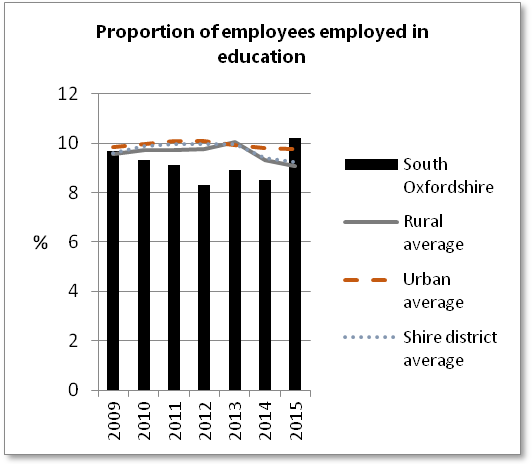 Proportion of employees employed in
education
12
10
8
6
4
2
0
%
2009
2010
2011
2012
2013
2014
2015
South
Oxfordshire
Rural
average
Urban
average
Shire district
average